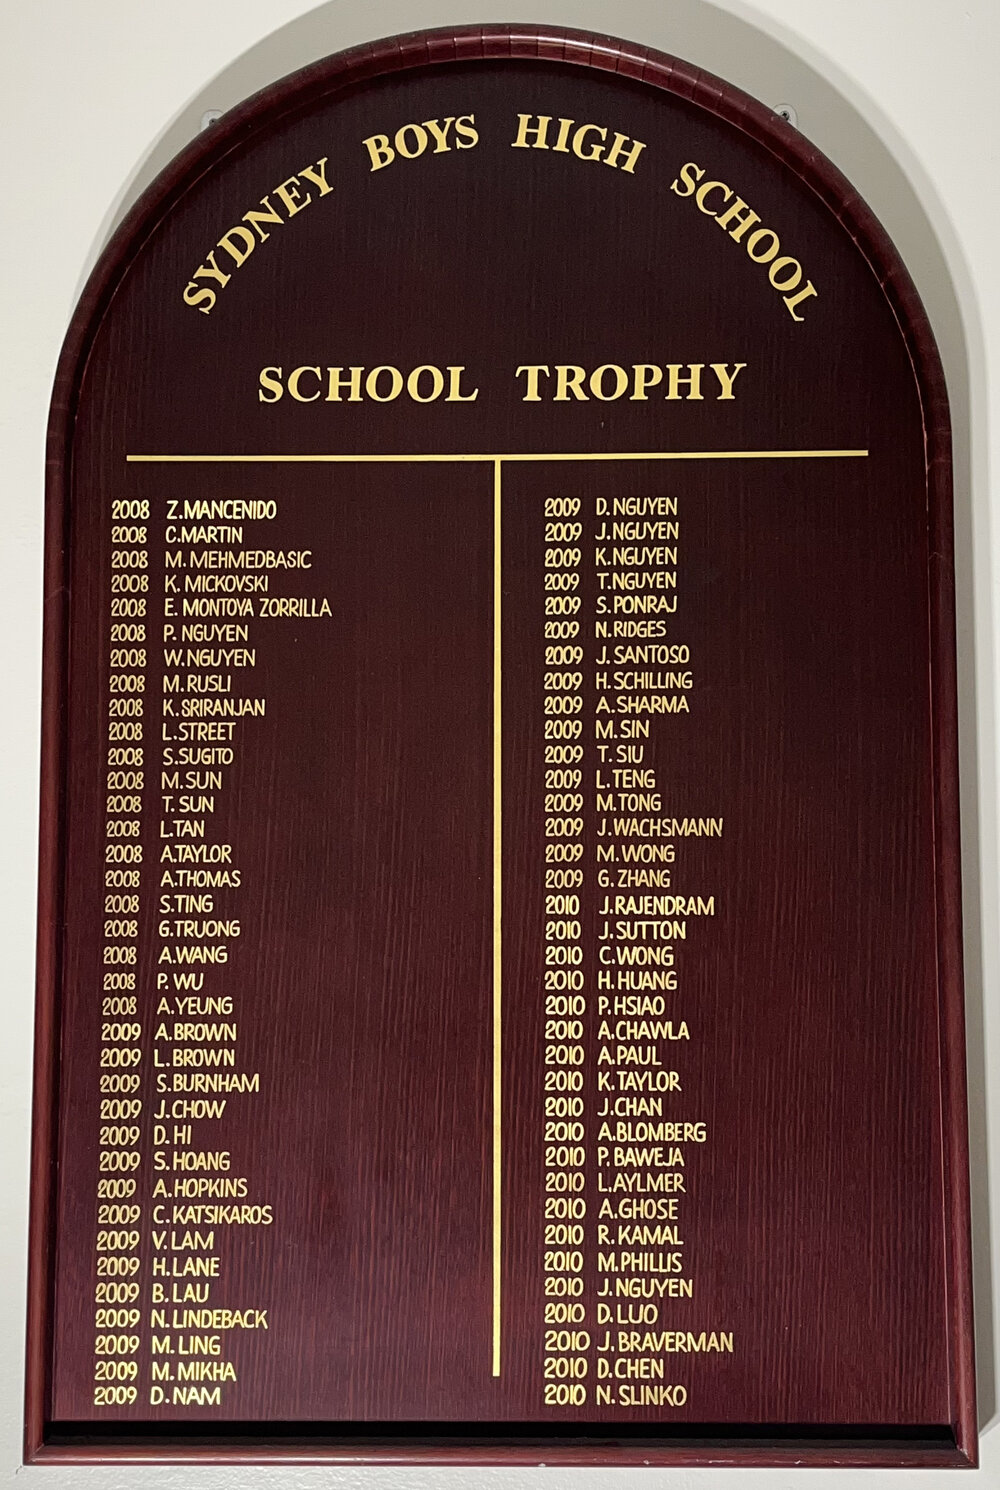 SYDNEY BOYS HIGH SCHOOL
SCHOOL TROPHY
2008 Z.MANCENIDO
2008 C.MARTIN
2008 M. MEHMEDBASIC
2008 K. MICKOVSKI
2008 E. MONTOYA ZORRILLA
2008 P. NGUYEN
2008 W.NGUYEN
2008 M.RUSLI
2008 K.SRIRANJAN
2008 L.STREET
2008 S.SUGITO
2008 M.SUN
2008 T. SUN
2008 L.TAN
2008 A.TAYLOR
2008 A.THOMAS
2008 S.TING
2008 G.TRUONG
2008 A.WANG
2008 P. WU
2008 A.YEUNG
2009 A.BROWN
2009 L.BROWN
2009 S.BURNHAM
2009 J.CHOW
2009 D. HI
2009 S.HOANG
2009 A.HOPKINS
2009 C.KATSIKAROS
2009 V.LAM
2009 H.LANE
2009 B.LAU
2009 N.LINDEBACK
2009 M.LING
2009 M.MIKHA
2009 D.NAM
2009 D.NGUYEN
2009 J.NGUYEN
2009 K.NGUYEN
2009 T.NGUYEN
2009 S.PONRAJ
2009 N.RIDGES
2009 J.SANTOSO
2009 H.SCHILLING
2009 A.SHARMA
2009 M.SIN
2009 T. SIU
2009 L.TENG
2009 M.TONG
2009 J.WACHSMANN
2009 M.WONG
2009 G.ZHANG
2010 J.RAJENDRAM
2010 J.SUTTON
2010 C.WONG
2010 H.HUANG
2010 P.HSIAO
2010 A.CHAWLA
2010 A.PAUL
2010 K.TAYLOR
2010 J.CHAN
2010 A.BLOMBERG
2010 P.BAWEJA
2010 L.AYLMER
2010 A.GHOSE
2010 R.KAMAL
2010 M.PHILLIS
2010 J.NGUYEN
2010 D.LUO
2010 J.BRAVERMAN
2010 D.CHEN
2010 N.SLINKO